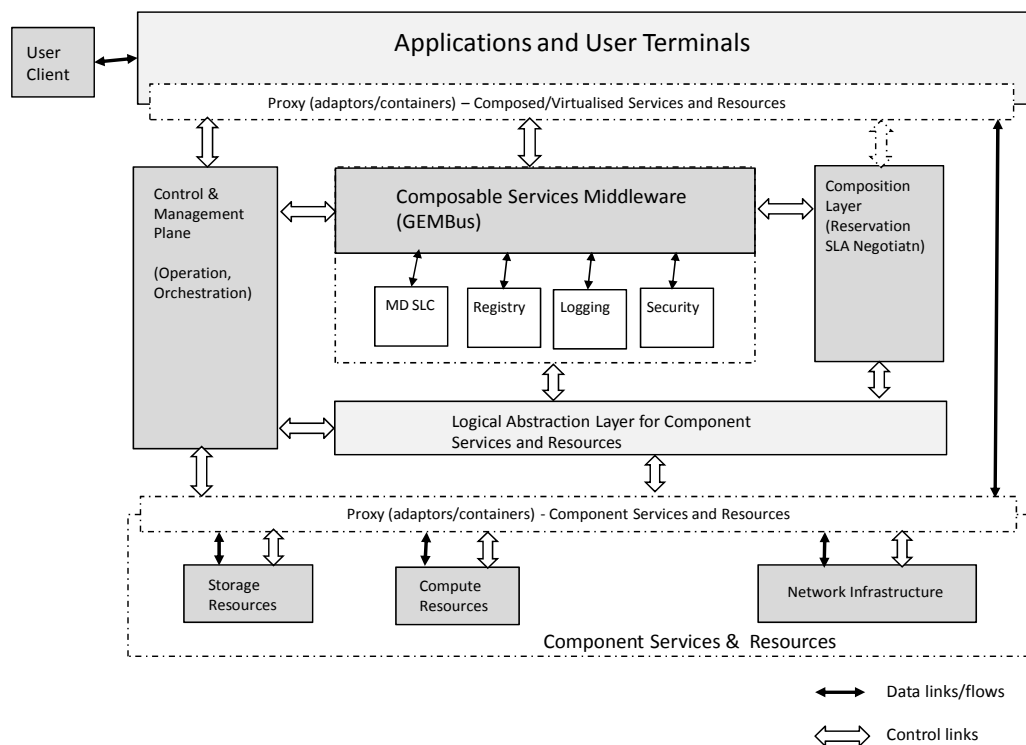 Applications and User Terminals
User
Client
Proxy (adaptors/containers) – Composed/Virtualised Services and Resources
Control &
Management
Plane
(Operation,
Orchestration)
Composable Services Middleware
(GEMBus)
Composition
Layer
(Reservation
SLA Negotiatn)
MD SLC
Registry
Logging
Security
Logical Abstraction Layer for Component
Services and Resources
Proxy (adaptors/containers) - Component Services and Resources
Storage
Resources
Compute
Resources
Network Infrastructure
Component Services & Resources
Data links/flows
Control links